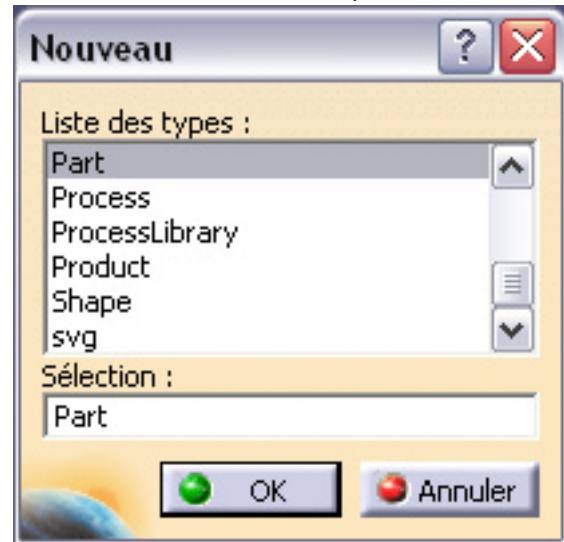 Nouveau
?
Liste des types :
Part
Process
ProcessLibrary
Product
Shape
svg
Sélection :
Part
OK
Annuler